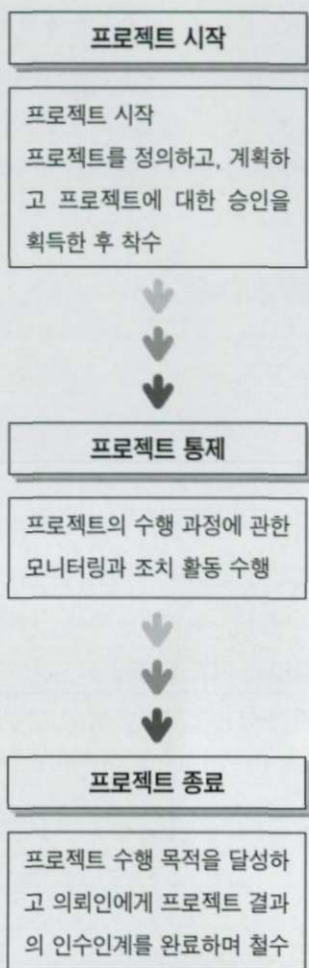 프로젝트 시작
프로젝트 시작
프로젝트를 정의하고, 계획하
고 프로젝트에 대한 승인을
획득한 후 착수
프로젝트 통제
프로젝트의 수행 과정에 관한
모니터링과 조치 활동 수행
프로젝트 종료
프로젝트 수행 목적을 달성하
고 의뢰인에게 프로젝트 결과
의 인수인계를 완료하며 철수